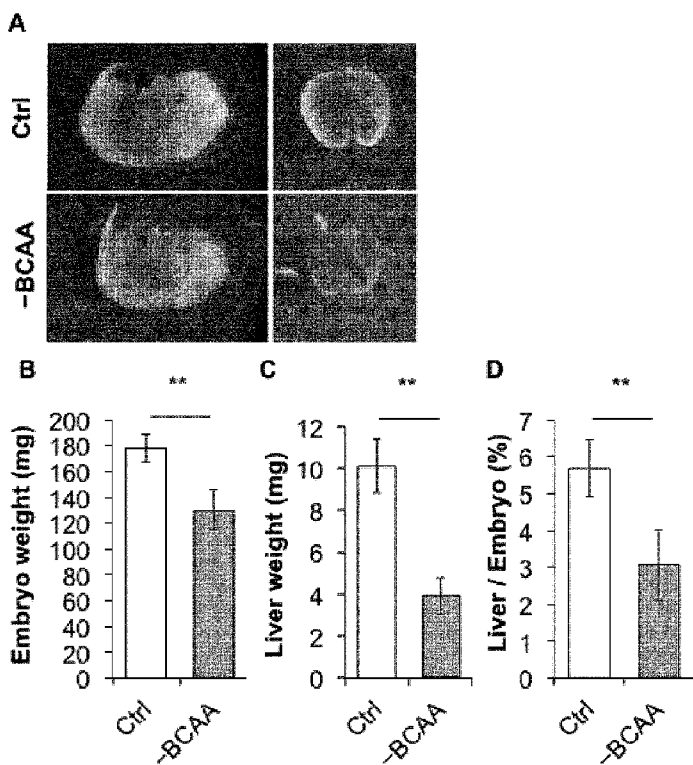 A
Ctrl
–BCAA
B
**
Embryo weight (mg)
200
180
160
140
120
100
80
60
40
20
0
Ctrl
–BCAA
C
**
Liver weight (mg)
12
10
8
6
4
2
0
Ctrl
–BCAA
D
**
Liver / Embryo (%)
7
6
5
4
3
2
1
0
Ctrl
–BCAA